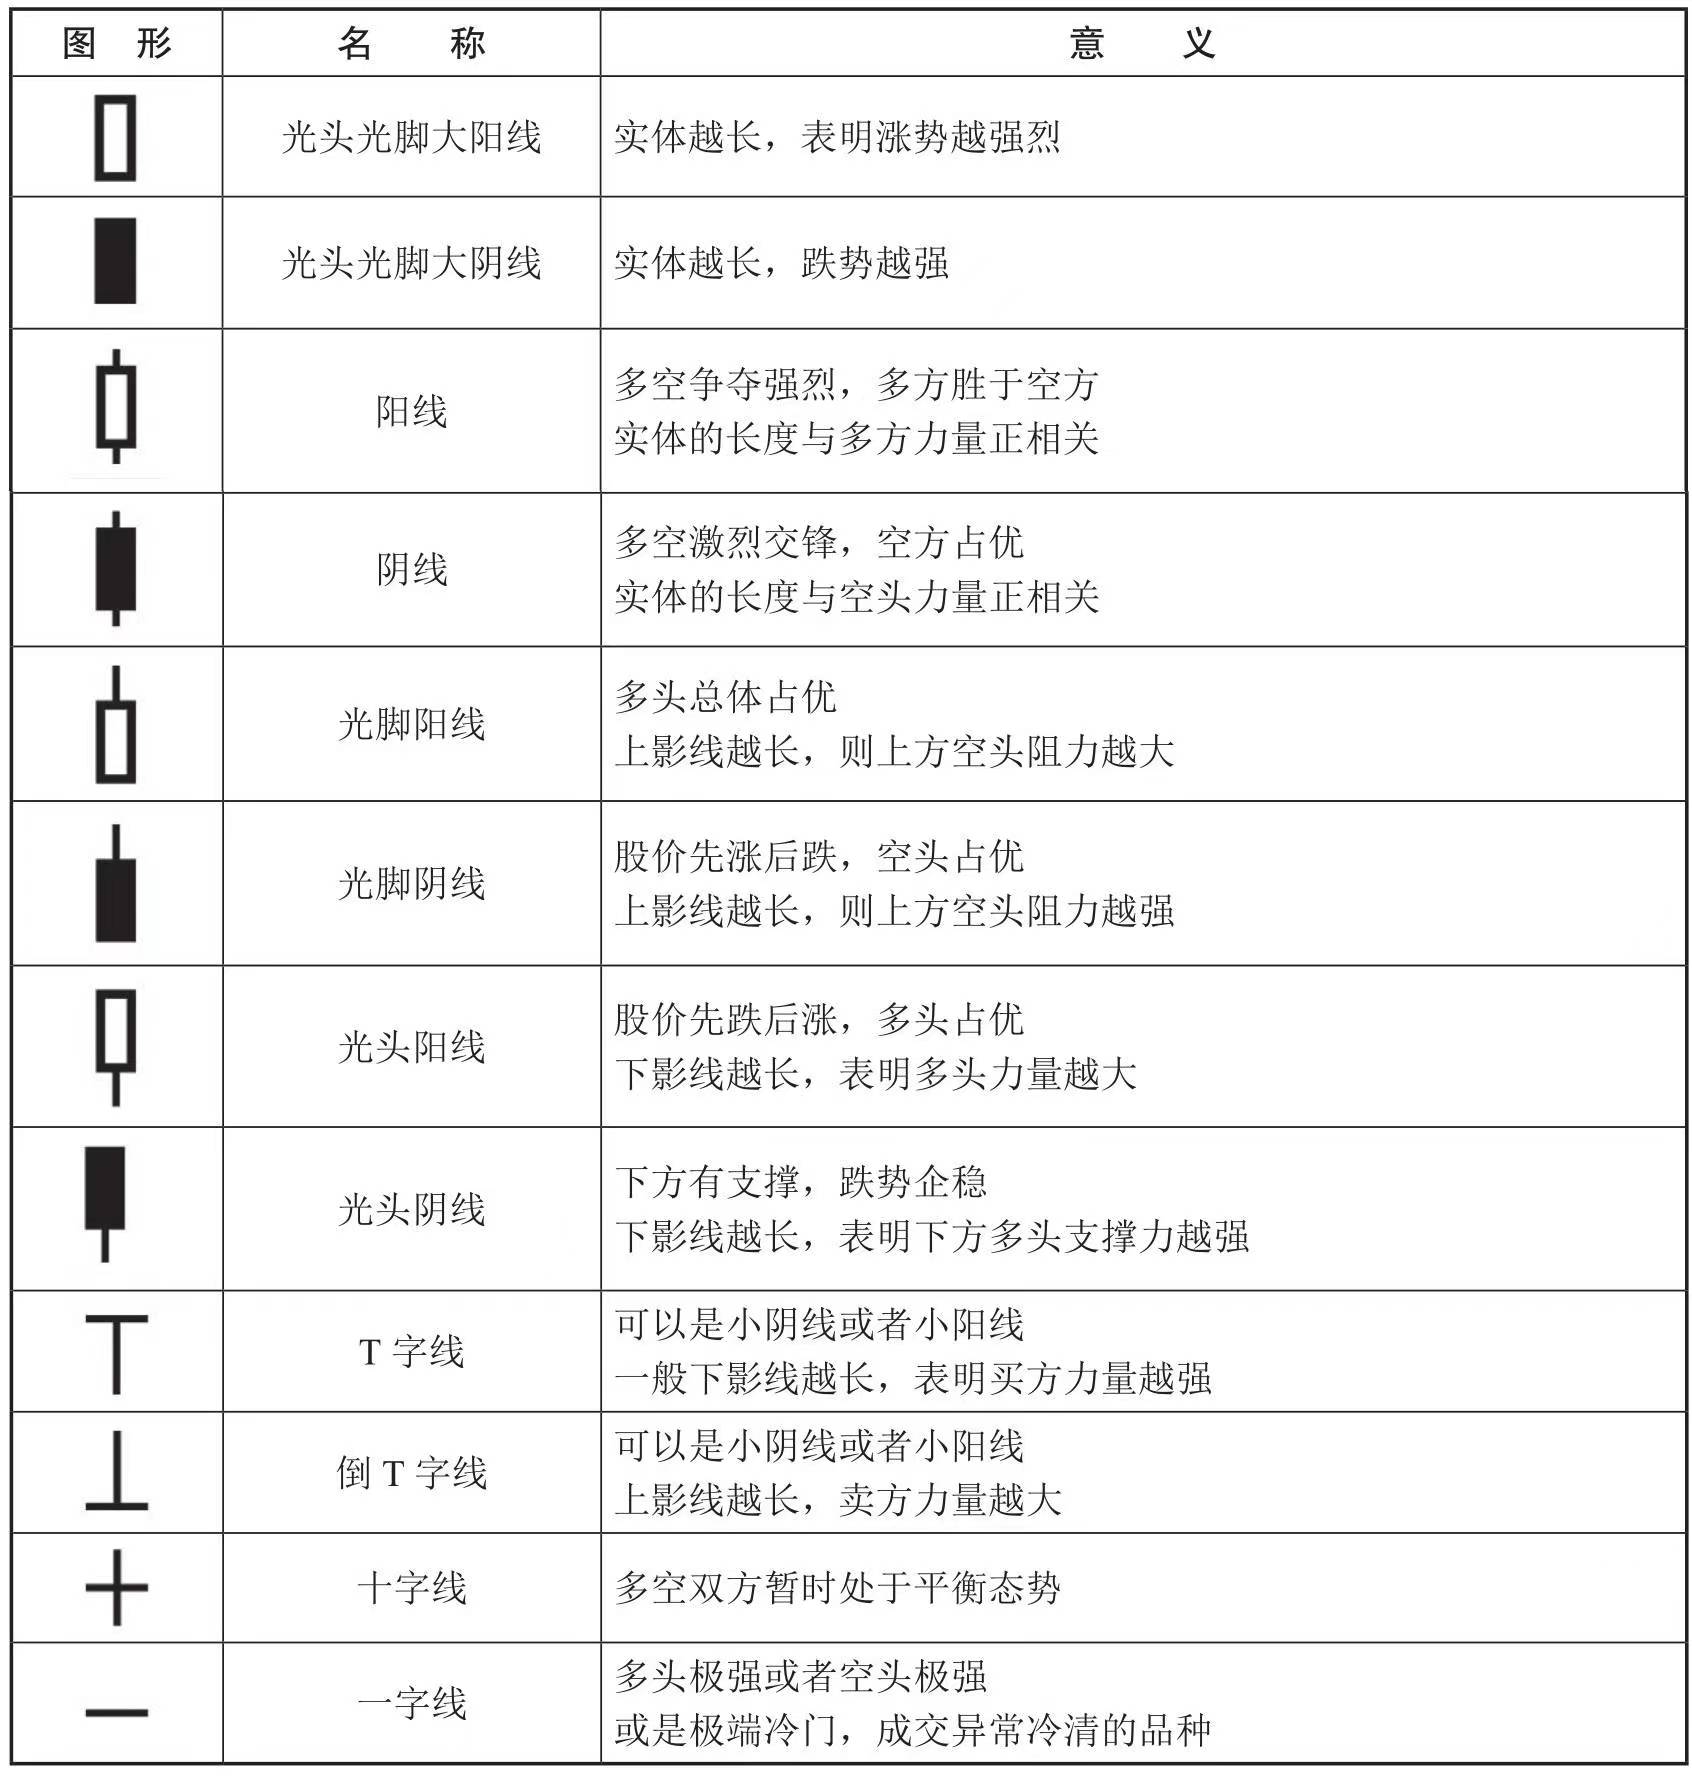 图 形 名 称 意 义
光头光脚大阳线
实体越长，表明涨势越强烈
光头光脚大阴线
实体越长，跌势越强
阳线
多空争夺强烈，多方胜于空方
实体的长度与多方力量正相关
阴线
多空激烈交锋，空方占优
实体的长度与空头力量正相关
光脚阳线
多头总体占优
上影线越长，则上方空头阻力越大
光脚阴线
股价先涨后跌，空头占优
上影线越长，则上方空头阻力越强
光头阳线
股价先跌后涨，多头占优
下影线越长，表明多头力量越大
光头阴线
下方有支撑，跌势企稳
下影线越长，表明下方多头支撑力越强
T 字线
可以是小阴线或者小阳线
一般下影线越长，表明买方力量越强
倒 T 字线
可以是小阴线或者小阳线
上影线越长，卖方力量越大
十字线
多空双方暂时处于平衡态势
一字线
多头极强或者空头极强
或是极端冷门，成交异常冷清的品种